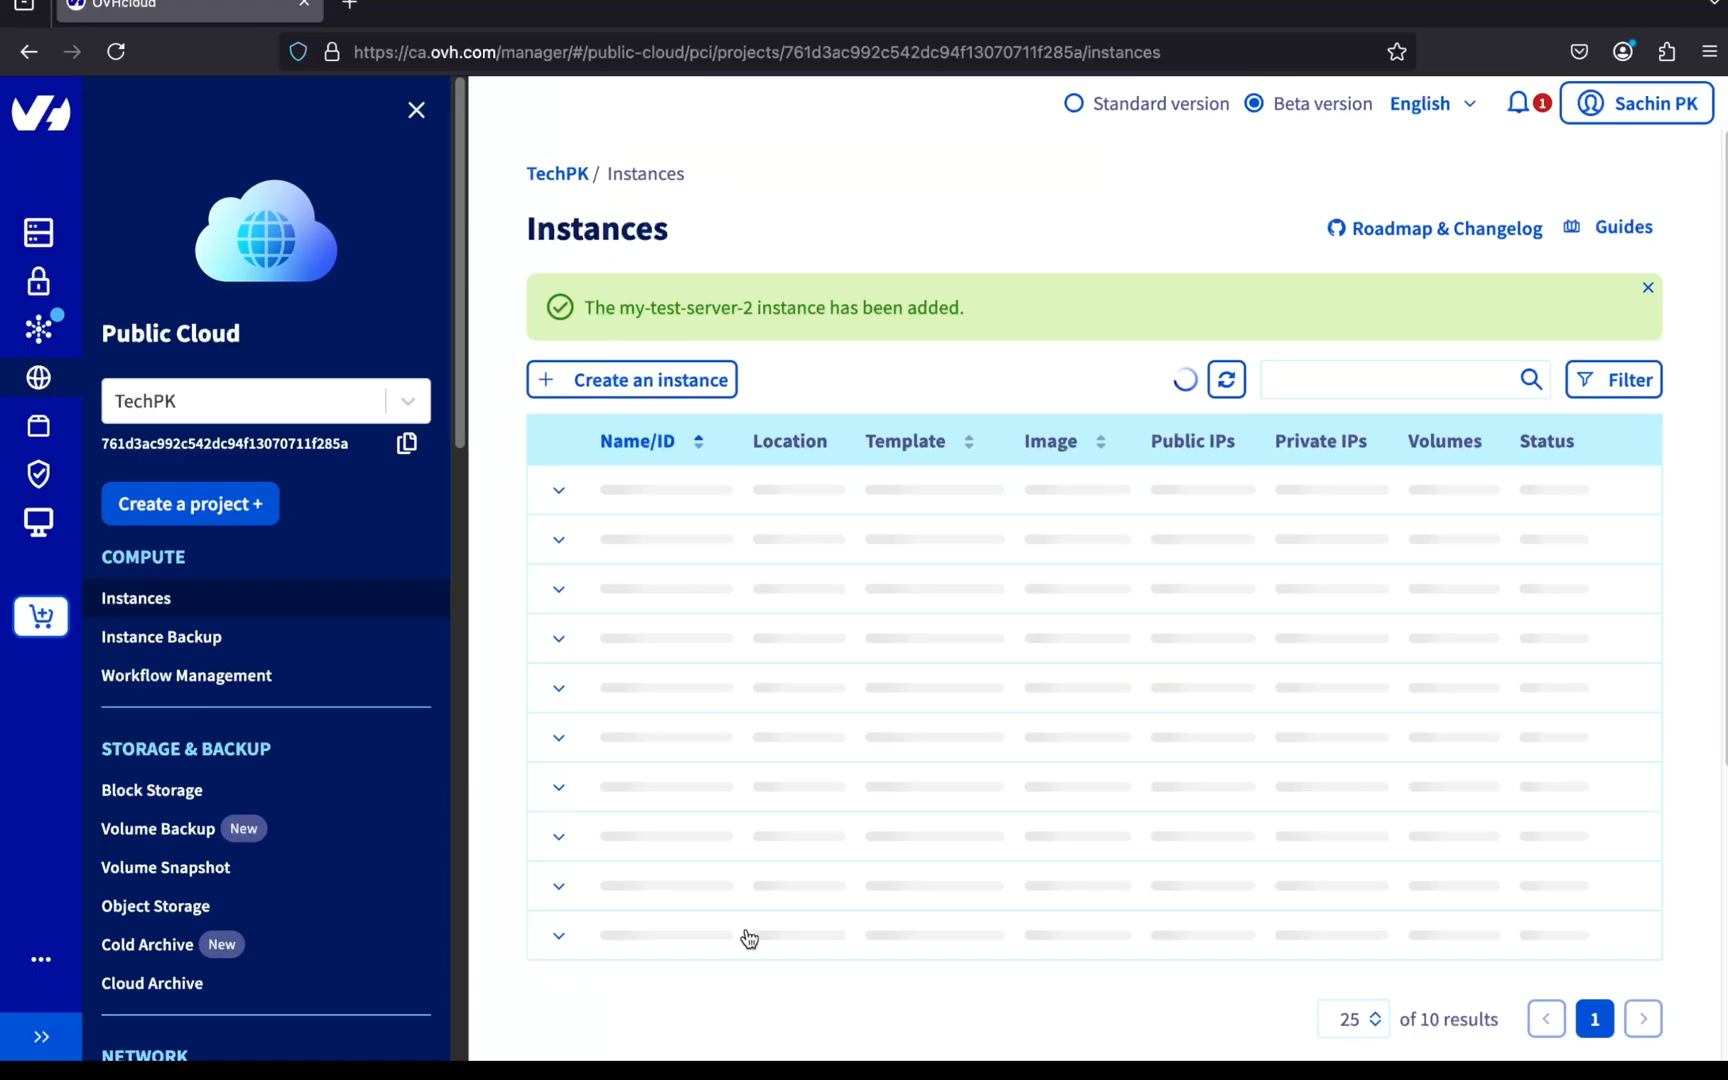 OVHcloud
https://ca.ovh.com/manager/#/public-cloud/pci/projects/761d3ac992c542dc94f13070711f285a/instances
Standard version
Beta version
English
1
Sachin PK
TechPK / Instances
Instances
Roadmap & Changelog
Guides
The my-test-server-2 instance has been added.
Create an instance
Filter
Name/ID
Location
Template
Image
Public IPs
Private IPs
Volumes
Status
25
of 10 results
1
Public Cloud
TechPK
761d3ac992c542dc94f13070711f285a
Create a project +
COMPUTE
Instances
Instance Backup
Workflow Management
STORAGE & BACKUP
Block Storage
Volume Backup New
Volume Snapshot
Object Storage
Cold Archive New
Cloud Archive
NETWORK